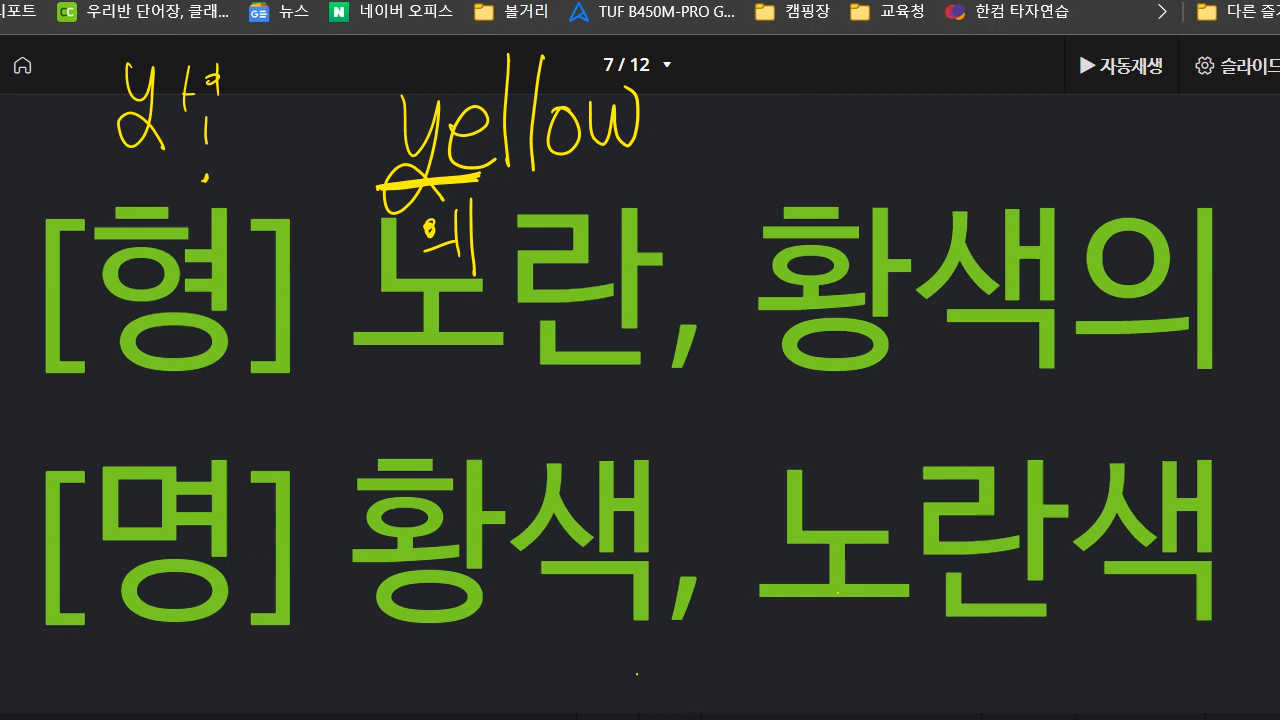 리포트 우리반 단어장, 클래... 뉴스 네이버 오피스 볼거리 TUF B450M-PRO G... 캠핑장 교육청 한컴 타자연습 다른 즐겨
7 / 12 ▶자동재생 슬라이드
y
yellow
예
[형] 노란, 황색의
[명] 황색, 노란색